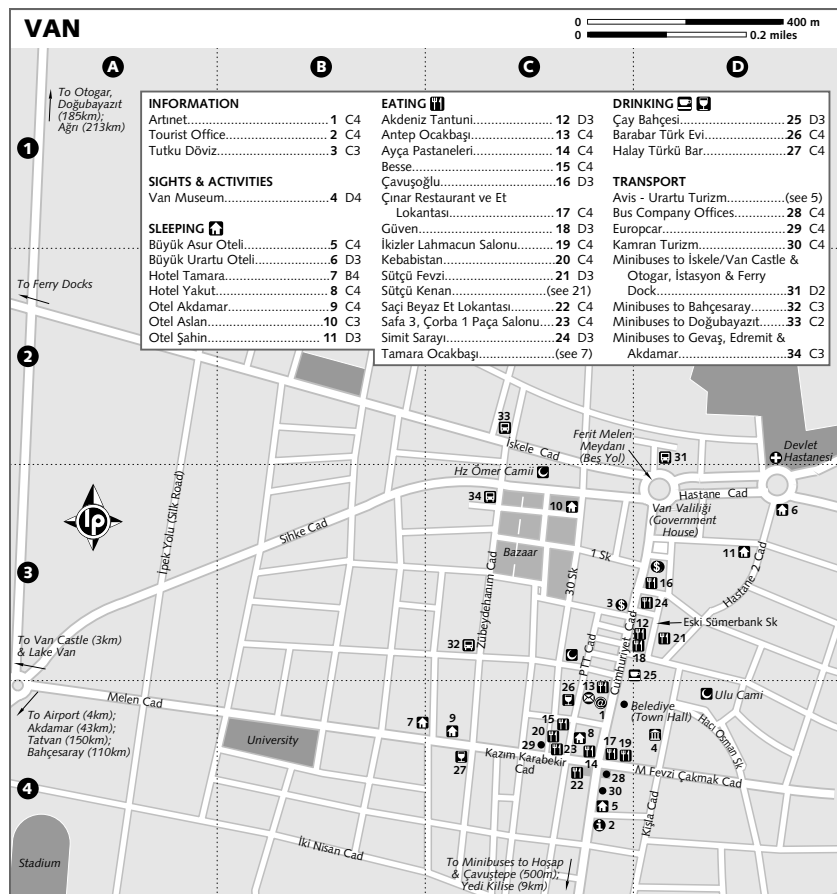 VAN
0 400 m
0 0.2 miles
A B C D
To Otogar,
Doğubayazıt
(185km);
Ağrı (213km)
INFORMATION
Artınet 1 C4
Tourist Office 2 C4
Tutku Döviz 3 C3
SIGHTS & ACTIVITIES
Van Museum 4 D4
SLEEPING
Büyük Asur Oteli 5 C4
Büyük Urartu Oteli 6 D3
Hotel Tamara 7 B4
Hotel Yakut 8 C4
Otel Akdamar 9 C4
Otel Aslan 10 C3
Otel Şahin 11 D3
EATING
Akdeniz Tantuni 12 D3
Antep Ocakbaşı 13 C4
Ayça Pastaneleri 14 C4
Besse 15 C4
Çavuşoğlu 16 D3
Çınar Restaurant ve Et
Lokantası 17 C4
Güven 18 D3
İkizler Lahmacun Salonu 19 C4
Kebabistan 20 C4
Sütçü Fevzi 21 D3
Sütçü Kenan (see 21)
Saçi Beyaz Et Lokantası 22 C4
Safa 3, Çorba 1 Paça Salonu 23 C4
Simit Sarayı 24 D3
Tamara Ocakbaşı (see 7)
DRINKING
Çay Bahçesi 25 D3
Barabar Türk Evi 26 C4
Halay Türkü Bar 27 C4
TRANSPORT
Avis - Urartu Turizm (see 5)
Bus Company Offices 28 C4
Europcar 29 C4
Kamran Turizm 30 C4
Minibuses to İskele/Van Castle &
Otogar, İstasyon & Ferry
Dock 31 D2
Minibuses to Bahçesaray 32 C3
Minibuses to Doğubayazıt 33 C2
Minibuses to Gevaş, Edremit &
Akdamar 34 C3
1
To Ferry Docks
2
33
İskele Cad
Ferit Melen
Meydanı
(Beş Yol)
31
Devlet
Hastanesi
Hz Ömer Camii
34
10
Hastane Cad
6
Van Valiliği
(Government
House)
lp
İpek Yolu (Silk Road)
Sihke Cad
Bazaar
1 Sk
11
3
Zübeydehanım Cad
30 Sk
$
16
Hastane 2 Cad
3 $
24
Eski Sümerbank Sk
12
21
18
32
PTT Cad
Cumhuriyet Cad
To Van Castle (3km)
& Lake Van
25
Melen Cad
26
13
@
1
Ulu Cami
Belediye
(Town Hall)
Hacı Osman Sk
To Airport (4km);
Akdamar (43km)
Tatvan (150km);
Bahçesaray (110km)
7
9
15
20
8
University
29
23
17 19
4
27
Kazım Karabekir
Cad
14
22
28
M Fevzi Çakmak Cad
4
30
5
Kışla Cad
2
İki Nisan Cad
Stadium
To Minibuses to Hoşap
& Çavuştepe (500m);
Yedi Kilise (9km)